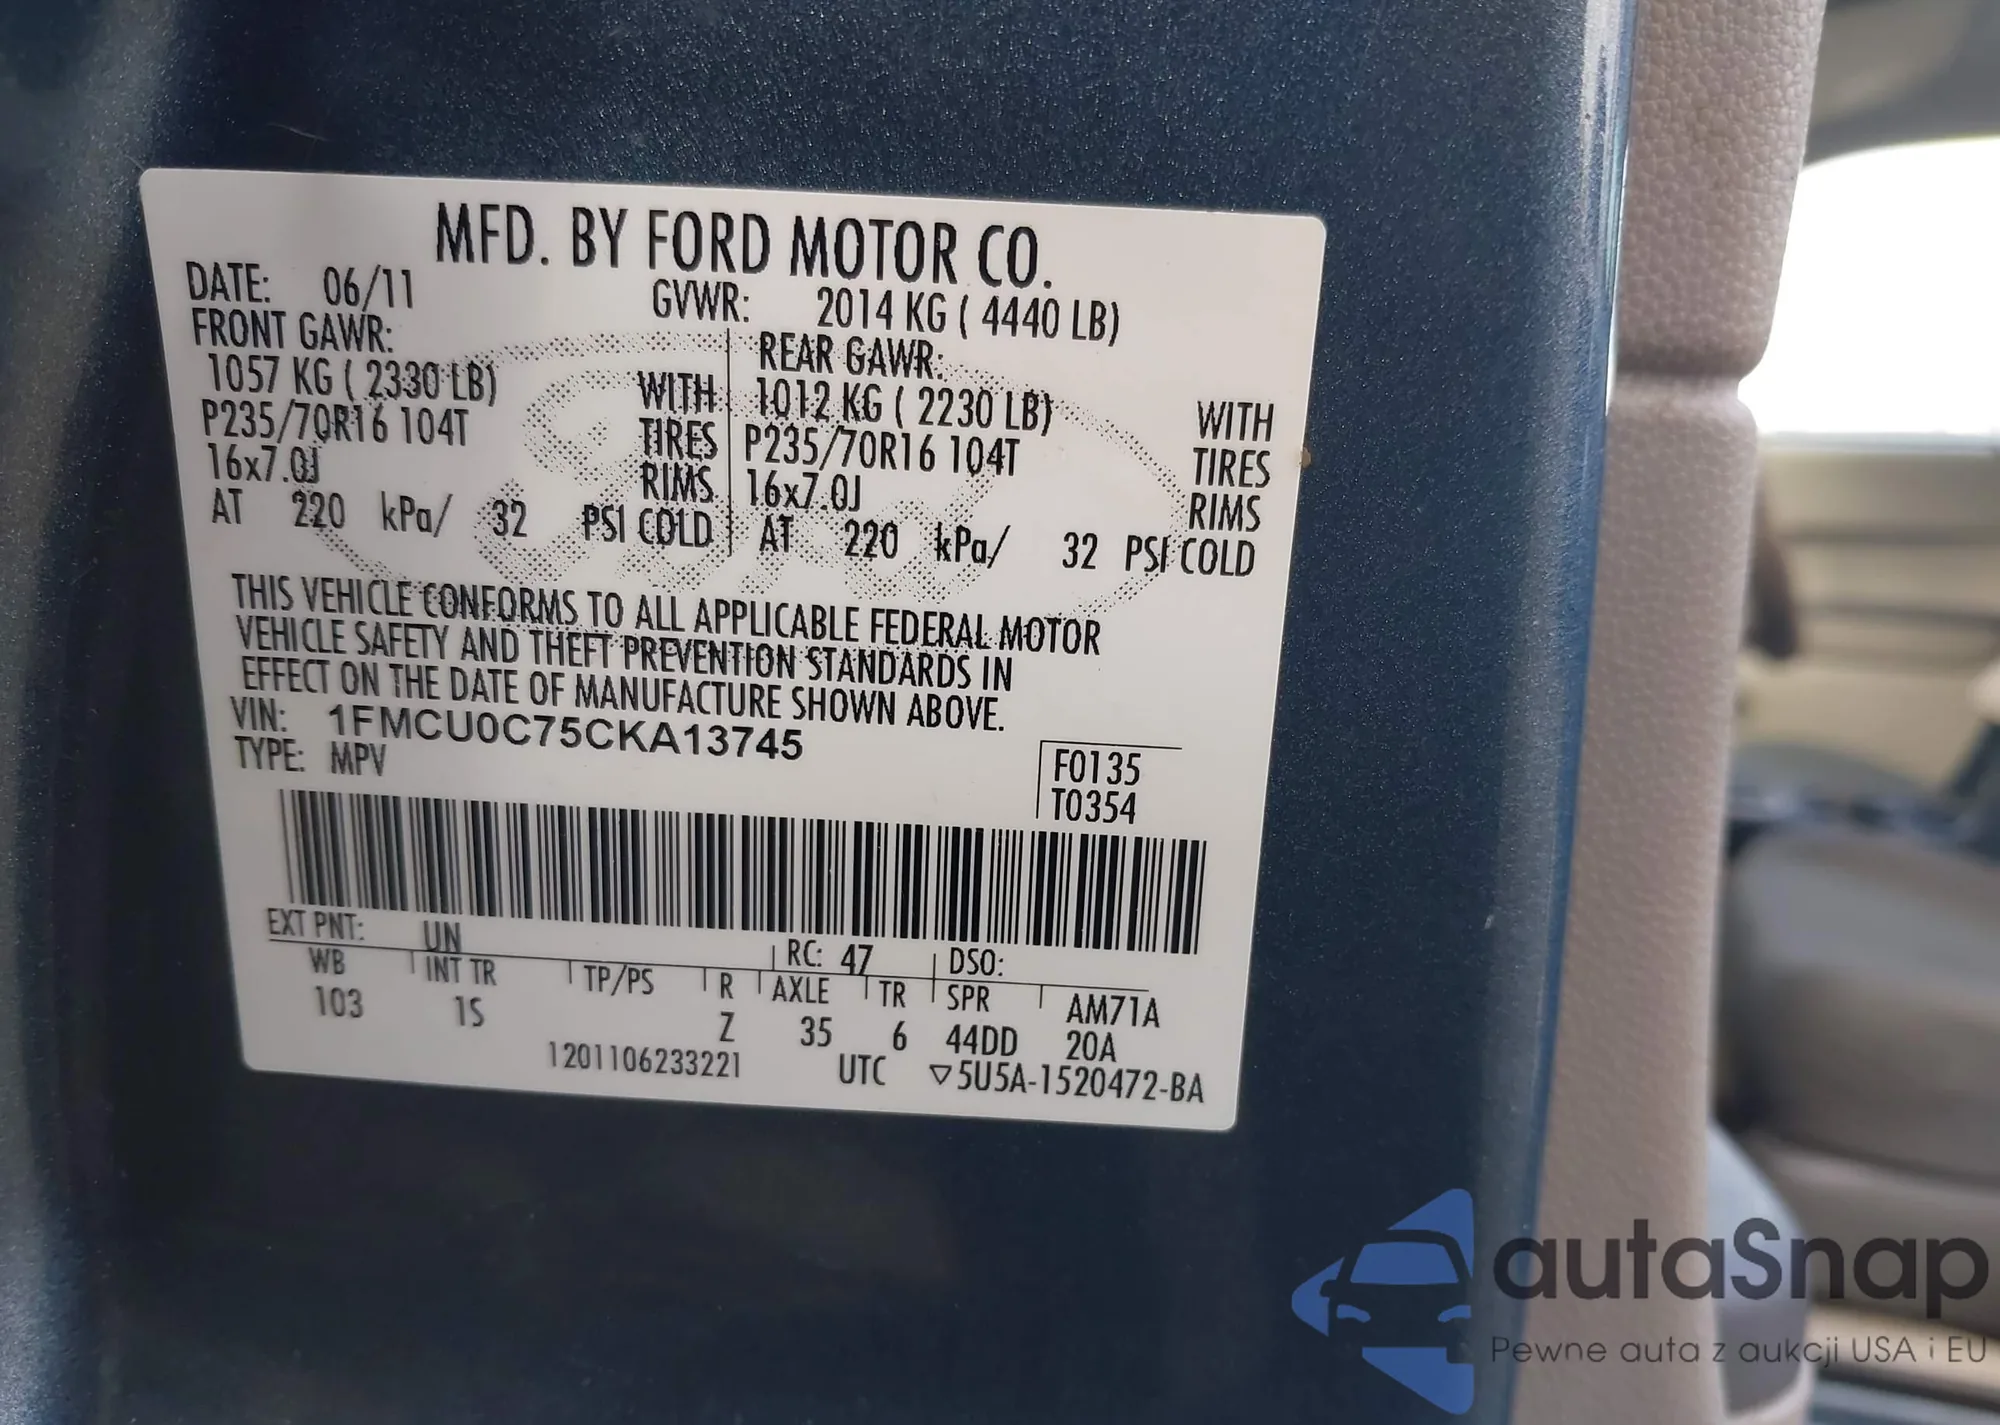 MFD. BY FORD MOTOR CO.
DATE: 06/11 GVWR: 2014 KG ( 4440 LB)
FRONT GAWR: REAR GAWR:
1057 KG ( 2330 LB) WITH 1012 KG ( 2230 LB) WITH
P235/70R16 104T TIRES P235/70R16 104T TIRES
16x7.0J RIMS 16x7.0J RIMS
AT 220 kPa/ 32 PSI COLD AT 220 kPa/ 32 PSI COLD
THIS VEHICLE CONFORMS TO ALL APPLICABLE FEDERAL MOTOR
VEHICLE SAFETY AND THEFT PREVENTION STANDARDS IN
EFFECT ON THE DATE OF MANUFACTURE SHOWN ABOVE.
VIN: 1FMCU0C75CKA13745
TYPE: MPV
F0135
T0354
EXT PNT: UN RC: 47 DSO:
WB INT TR TP/PS R AXLE TR SPR AM71A
103 1S Z 35 6 44DD 20A
1201106233221 UTC ▽5U5A-1520472-BA
autaSnap
Pewne auta z aukcji USA i EU